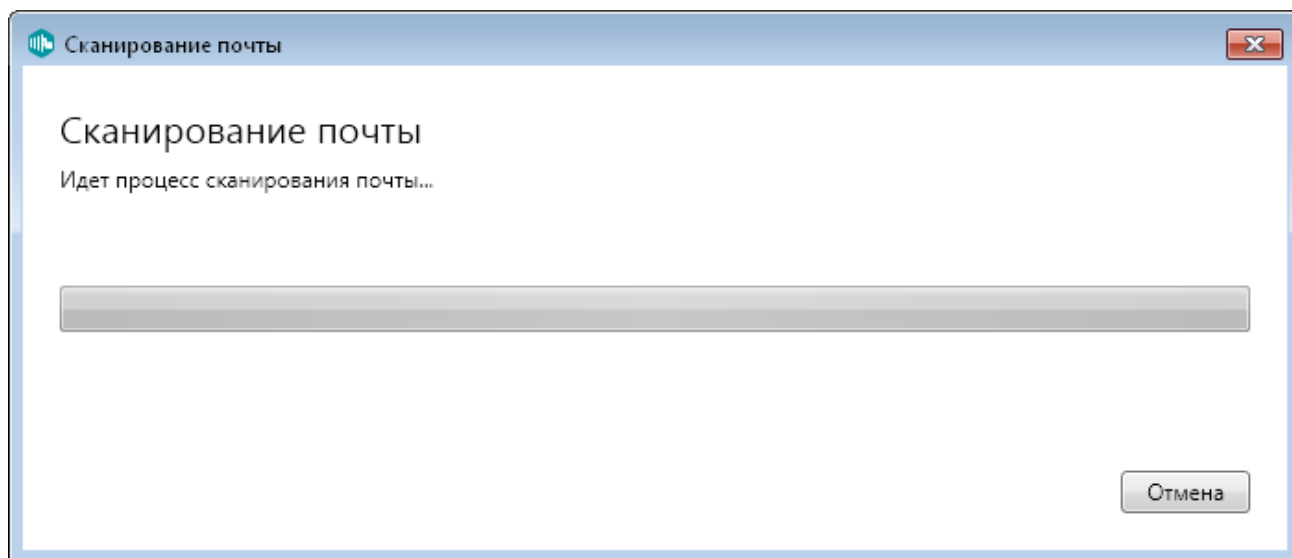 Сканирование почты
Сканирование почты
Идет процесс сканирования почты...
Отмена